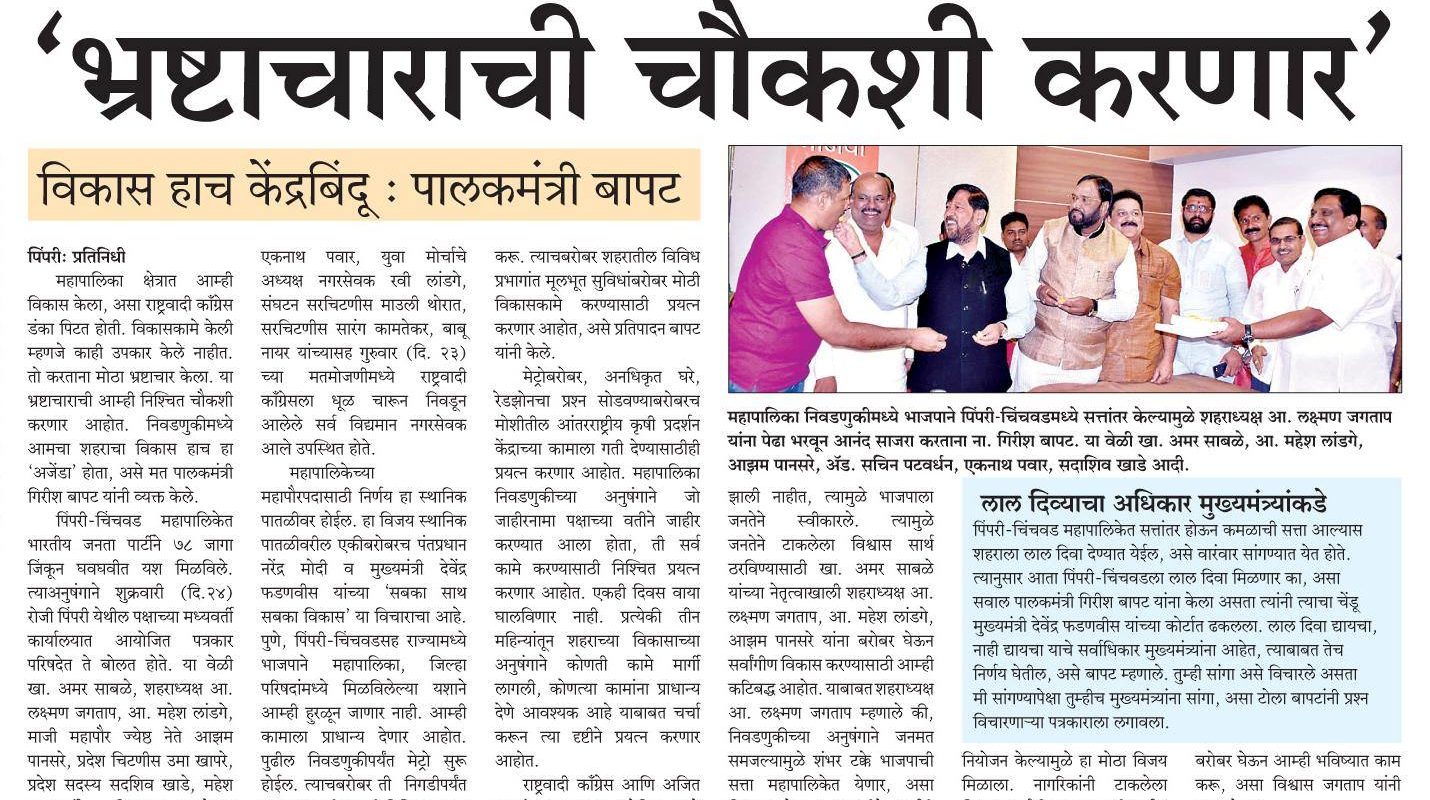 ‘भ्रष्टाचाराची चौकशी करणार’
विकास हाच केंद्रबिंदू : पालकमंत्री बापट
पिंपरीः प्रतिनिधी
महापालिका क्षेत्रात आम्ही
विकास केला, असा राष्ट्रवादी काँग्रेस
डंका पिटत होती. विकासकामे केली
म्हणजे काही उपकार केले नाहीत.
तो करताना मोठा भ्रष्टाचार केला. या
भ्रष्टाचाराची आम्ही निश्चित चौकशी
करणार आहोत. निवडणुकीमध्ये
आमचा शहराचा विकास हाच हा
‘अजेंडा’ होता, असे मत पालकमंत्री
गिरीश बापट यांनी व्यक्त केले.
पिंपरी-चिंचवड महापालिकेत
भारतीय जनता पार्टीने ७८ जागा
जिंकून घवघवीत यश मिळविले.
त्याअनुषंगाने शुक्रवारी (दि.२४)
रोजी पिंपरी येथील पक्षाच्या मध्यवर्ती
कार्यालयात आयोजित पत्रकार
परिषदेत ते बोलत होते. या वेळी
खा. अमर साबळे, शहराध्यक्ष आ.
लक्ष्मण जगताप, आ. महेश लांडगे,
माजी महापौर ज्येष्ठ नेते आझम
पानसरे, प्रदेश चिटणीस उमा खापरे,
प्रदेश सदस्य सदशिव खाडे, महेश
एकनाथ पवार, युवा मोर्चाचे
अध्यक्ष नगरसेवक रवी लांडगे,
संघटन सरचिटणीस माउली थोरात,
सरचिटणीस सारंग कामतेकर, बाबू
नायर यांच्यासह गुरुवार (दि. २३)
च्या मतमोजणीमध्ये राष्ट्रवादी
काँग्रेसला धूळ चारून निवडून
आलेले सर्व विद्यमान नगरसेवक
आले उपस्थित होते.
महापालिकेच्या
महापौरपदासाठी निर्णय हा स्थानिक
पातळीवर होईल. हा विजय स्थानिक
पातळीवरील एकीबरोबरच पंतप्रधान
नरेंद्र मोदी व मुख्यमंत्री देवेंद्र
फडणवीस यांच्या ‘सबका साथ
सबका विकास’ या विचाराचा आहे.
पुणे, पिंपरी-चिंचवडसह राज्यामध्ये
भाजपाने महापालिका, जिल्हा
परिषदांमध्ये मिळविलेल्या यशाने
आम्ही हुरळून जाणार नाही. आम्ही
कामाला प्राधान्य देणार आहोत.
पुढील निवडणुकीपर्यंत मेट्रो सुरू
होईल. त्याचबरोबर ती निगडीपर्यंत
करू. त्याचबरोबर शहरातील विविध
प्रभागांत मूलभूत सुविधांबरोबर मोठी
विकासकामे करण्यासाठी प्रयत्न
करणार आहोत, असे प्रतिपादन बापट
यांनी केले.
मेट्रोबरोबर, अनधिकृत घरे,
रेडझोनचा प्रश्न सोडवण्याबरोबरच
मोशीतील आंतरराष्ट्रीय कृषी प्रदर्शन
केंद्राच्या कामाला गती देण्यासाठीही
प्रयत्न करणार आहोत. महापालिका
निवडणुकीच्या अनुषंगाने जो
जाहीरनामा पक्षाच्या वतीने जाहीर
करण्यात आला होता, ती सर्व
कामे करण्यासाठी निश्चित प्रयत्न
करणार आहोत. एकही दिवस वाया
घालविणार नाही. प्रत्येकी तीन
महिन्यांतून शहराच्या विकासाच्या
अनुषंगाने कोणती कामे मार्गी
लागली, कोणत्या कामांना प्राधान्य
देणे आवश्यक आहे याबाबत चर्चा
करून त्या दृष्टीने प्रयत्न करणार
आहोत.
राष्ट्रवादी काँग्रेस आणि अजित
महापालिका निवडणुकीमध्ये भाजपाने पिंपरी-चिंचवडमध्ये सत्तांतर केल्यामुळे शहराध्यक्ष आ. लक्ष्मण जगताप
यांना पेढा भरवून आनंद साजरा करताना ना. गिरीश बापट. या वेळी खा. अमर साबळे, आ. महेश लांडगे,
आझम पानसरे, ॲड. सचिन पटवर्धन, एकनाथ पवार, सदाशिव खाडे आदी.
झाली नाहीत, त्यामुळे भाजपाला
जनतेने स्वीकारले. त्यामुळे
जनतेने टाकलेला विश्वास सार्थ
ठरविण्यासाठी खा. अमर साबळे
यांच्या नेतृत्वाखाली शहराध्यक्ष आ.
लक्ष्मण जगताप, आ. महेश लांडगे,
आझम पानसरे यांना बरोबर घेऊन
सर्वांगीण विकास करण्यासाठी आम्ही
कटिबद्ध आहोत. याबाबत शहराध्यक्ष
आ. लक्ष्मण जगताप म्हणाले की,
निवडणुकीच्या अनुषंगाने जनमत
समजल्यामुळे शंभर टक्के भाजपाची
सत्ता महापालिकेत येणार, असा
लाल दिव्याचा अधिकार मुख्यमंत्र्यांकडे
पिंपरी-चिंचवड महापालिकेत सत्तांतर होऊन कमळाची सत्ता आल्यास
शहराला लाल दिवा देण्यात येईल, असे वारंवार सांगण्यात येत होते.
त्यानुसार आता पिंपरी-चिंचवडला लाल दिवा मिळणार का, असा
सवाल पालकमंत्री गिरीश बापट यांना केला असता त्यांनी त्याचा चेंडू
मुख्यमंत्री देवेंद्र फडणवीस यांच्या कोर्टात ढकलला. लाल दिवा द्यायचा,
नाही द्यायचा याचे सर्वाधिकार मुख्यमंत्र्यांना आहेत, त्याबाबत तेच
निर्णय घेतील, असे बापट म्हणाले. तुम्ही सांगा असे विचारले असता
मी सांगण्यापेक्षा तुम्हीच मुख्यमंत्र्यांना सांगा, असा टोला बापटांनी प्रश्न
विचारणाऱ्या पत्रकाराला लगावला.
नियोजन केल्यामुळे हा मोठा विजय
मिळाला. नागरिकांनी टाकलेला
बरोबर घेऊन आम्ही भविष्यात काम
करू, असा विश्वास जगताप यांनी